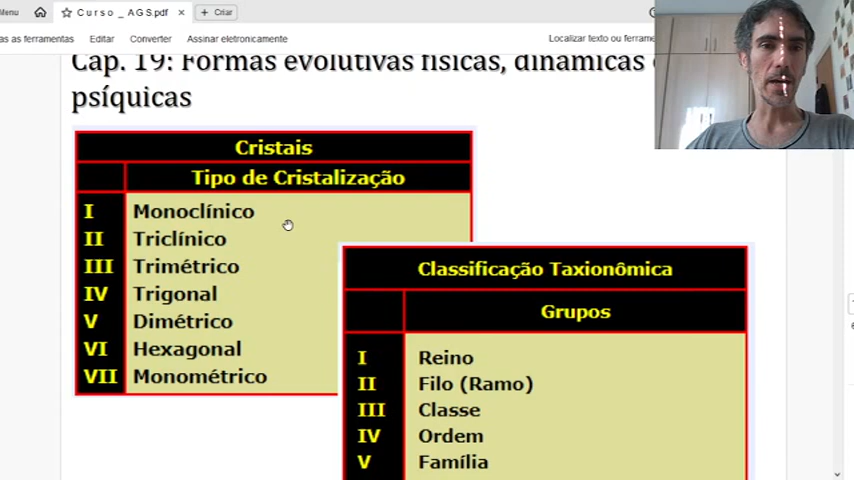 Menu
Curso _ AGS.pdf
Criar
as as ferramentas
Editar
Converter
Assinar eletronicamente
Localizar texto ou ferrame
Cap. 19: Formas evolutivas físicas, dinâmicas
psíquicas
Cristais
Tipo de Cristalização
I Monoclínico
II Triclínico
III Trimétrico
IV Trigonal
V Dimétrico
VI Hexagonal
VII Monométrico
Classificação Taxionômica
Grupos
I Reino
II Filo (Ramo)
III Classe
IV Ordem
V Família